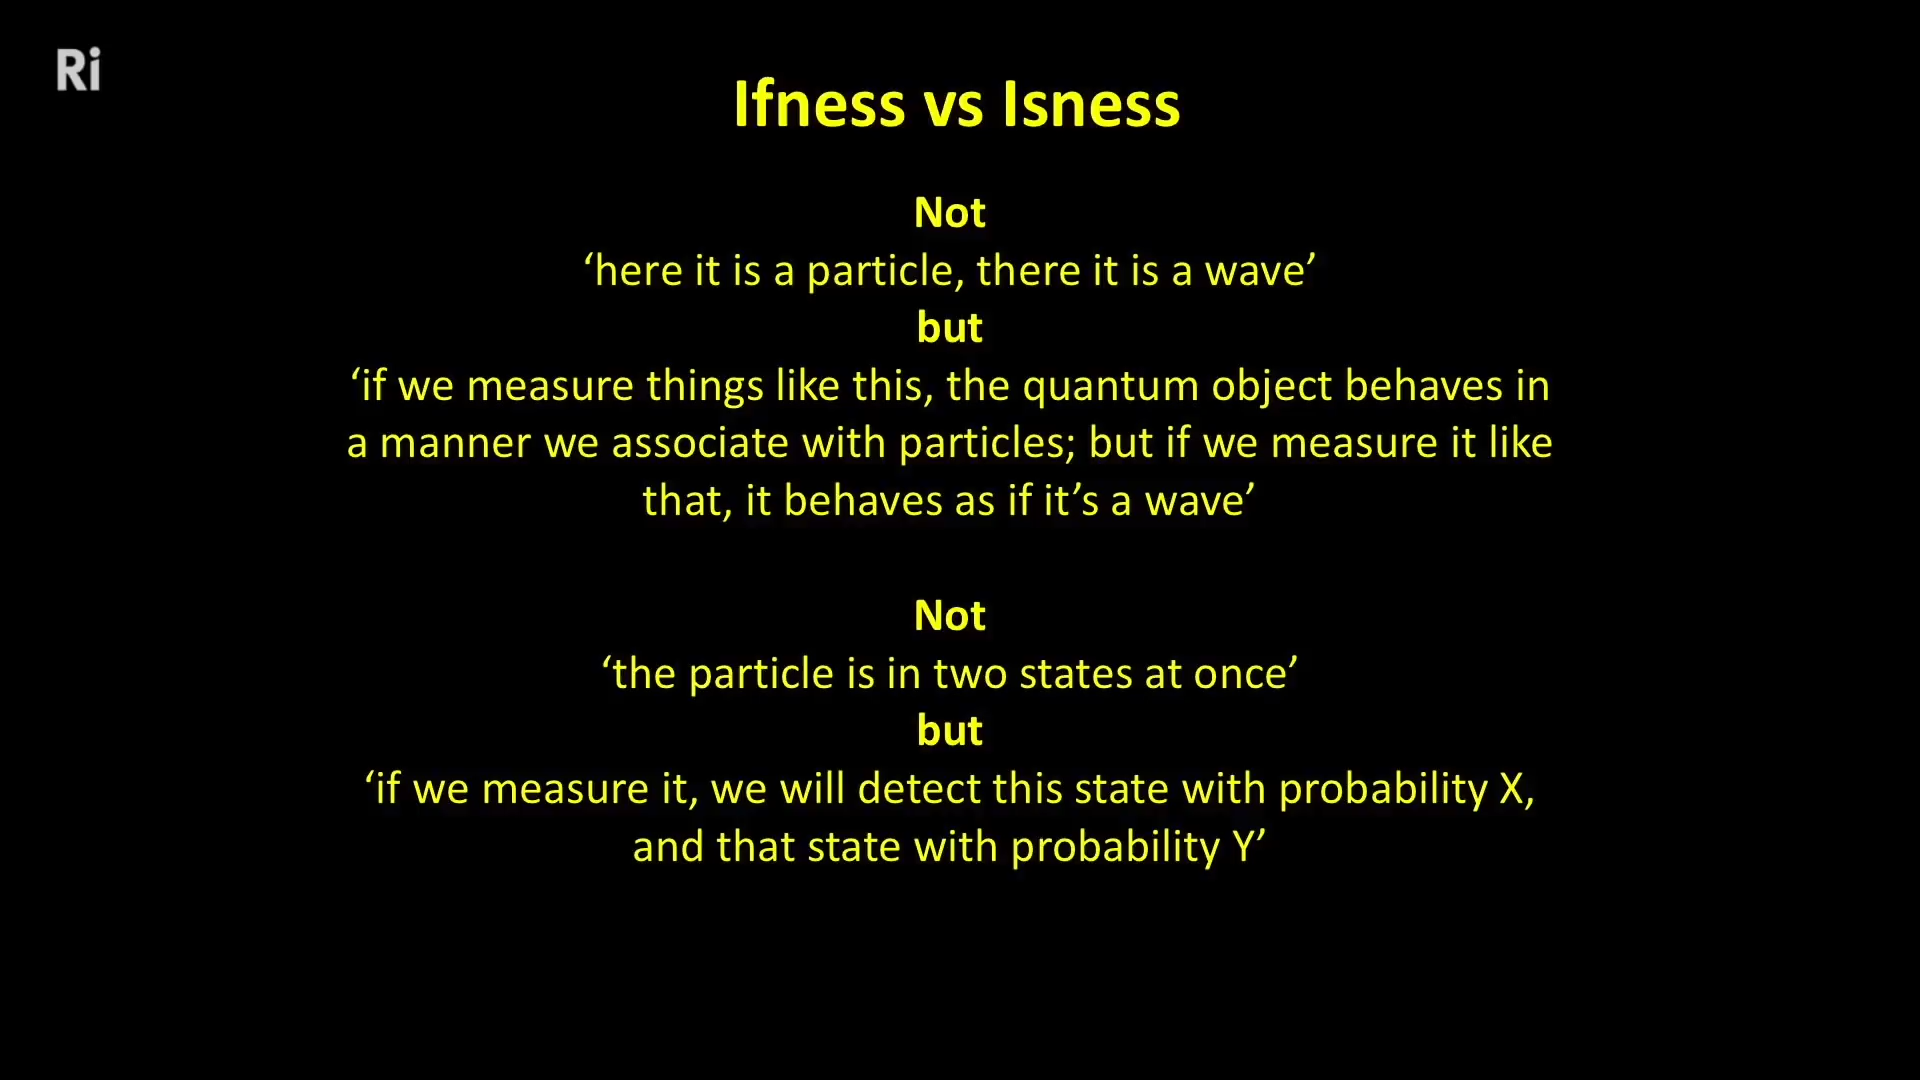 Ri
Ifness vs Isness
Not
‘here it is a particle, there it is a wave’
but
‘if we measure things like this, the quantum object behaves in
a manner we associate with particles; but if we measure it like
that, it behaves as if it’s a wave’
Not
‘the particle is in two states at once’
but
‘if we measure it, we will detect this state with probability X,
and that state with probability Y’